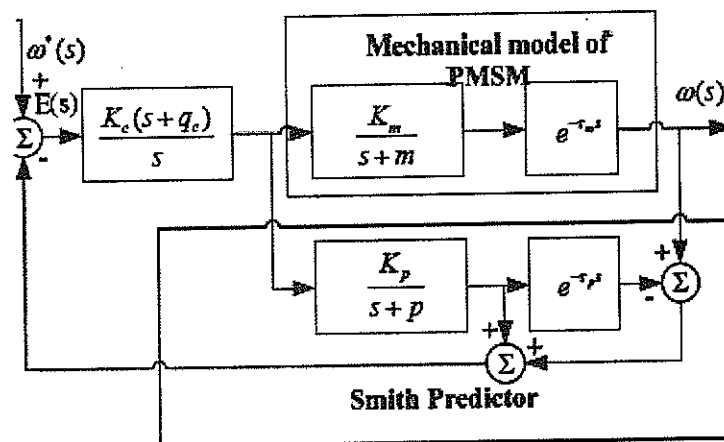 ω*(s)
+
E(s)
Σ
-
K_c(s+q_c)
s
Mechanical model of
PMSM
K_m
s+m
e^{-τ_m s}
ω(s)
K_p
s+p
e^{-τ_p s}
+
-
Σ
+
+
Σ
Smith Predictor